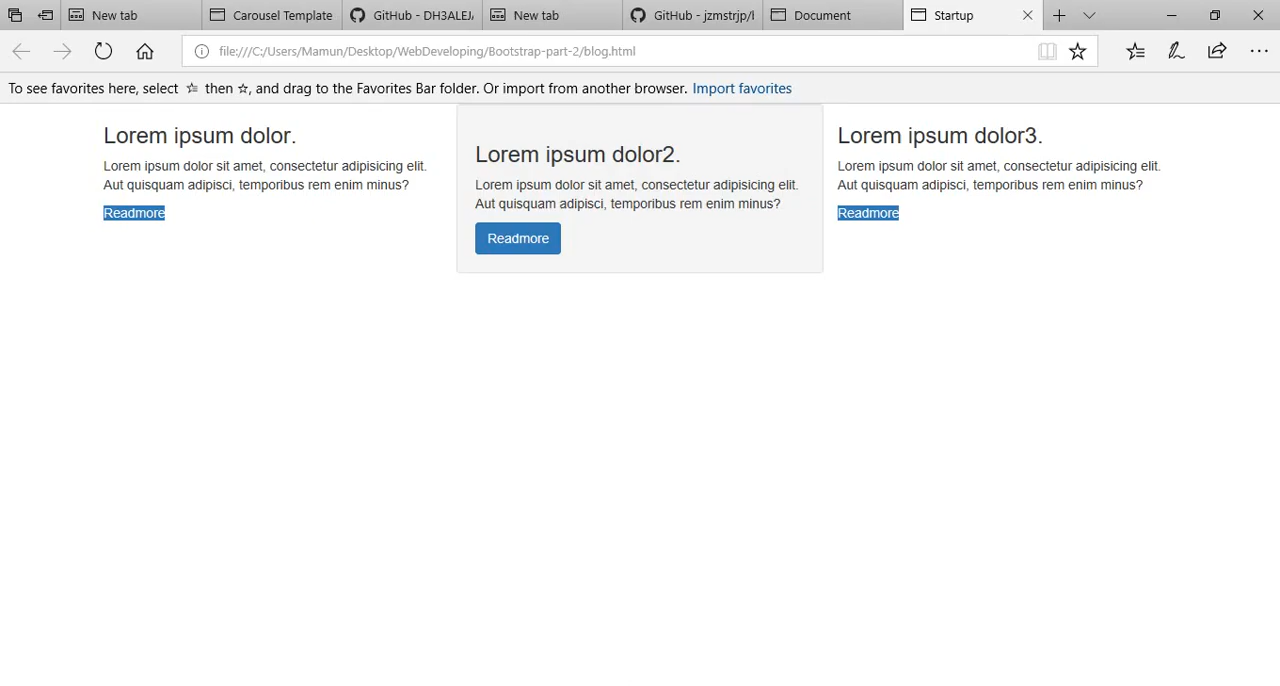 New tab
Carousel Template
GitHub - DH3ALEJA
New tab
GitHub - jzmstrjp/
Document
Startup
file:///C:/Users/Mamun/Desktop/WebDeveloping/Bootstrap-part-2/blog.html
To see favorites here, select then ☆, and drag to the Favorites Bar folder. Or import from another browser. Import favorites
Lorem ipsum dolor.
Lorem ipsum dolor sit amet, consectetur adipisicing elit.
Aut quisquam adipisci, temporibus rem enim minus?
Readmore
Lorem ipsum dolor2.
Lorem ipsum dolor sit amet, consectetur adipisicing elit.
Aut quisquam adipisci, temporibus rem enim minus?
Readmore
Lorem ipsum dolor3.
Lorem ipsum dolor sit amet, consectetur adipisicing elit.
Aut quisquam adipisci, temporibus rem enim minus?
Readmore